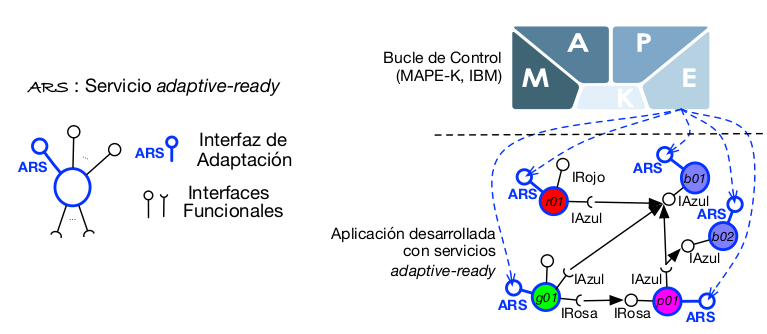 ARS : Servicio adaptive-ready
ARS
...
...
ARS
Interfaz de
Adaptación
Interfaces
Funcionales
Bucle de Control
(MAPE-K, IBM)
M
A
P
E
K
Aplicación desarrollada
con servicios
adaptive-ready
ARS
r01
IRojo
IAzul
ARS
b01
IAzul
ARS
b02
IAzul
ARS
g01
IAzul
IRosa
IAzul
IRosa
p01
ARS